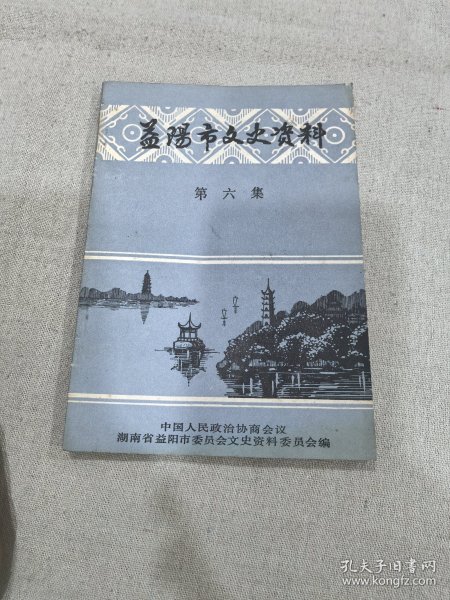 益阳市文史资料
第六集
中国人民政治协商会议
湖南省益阳市委员会文史资料委员会编
孔夫子旧书网
www.kongfz.com